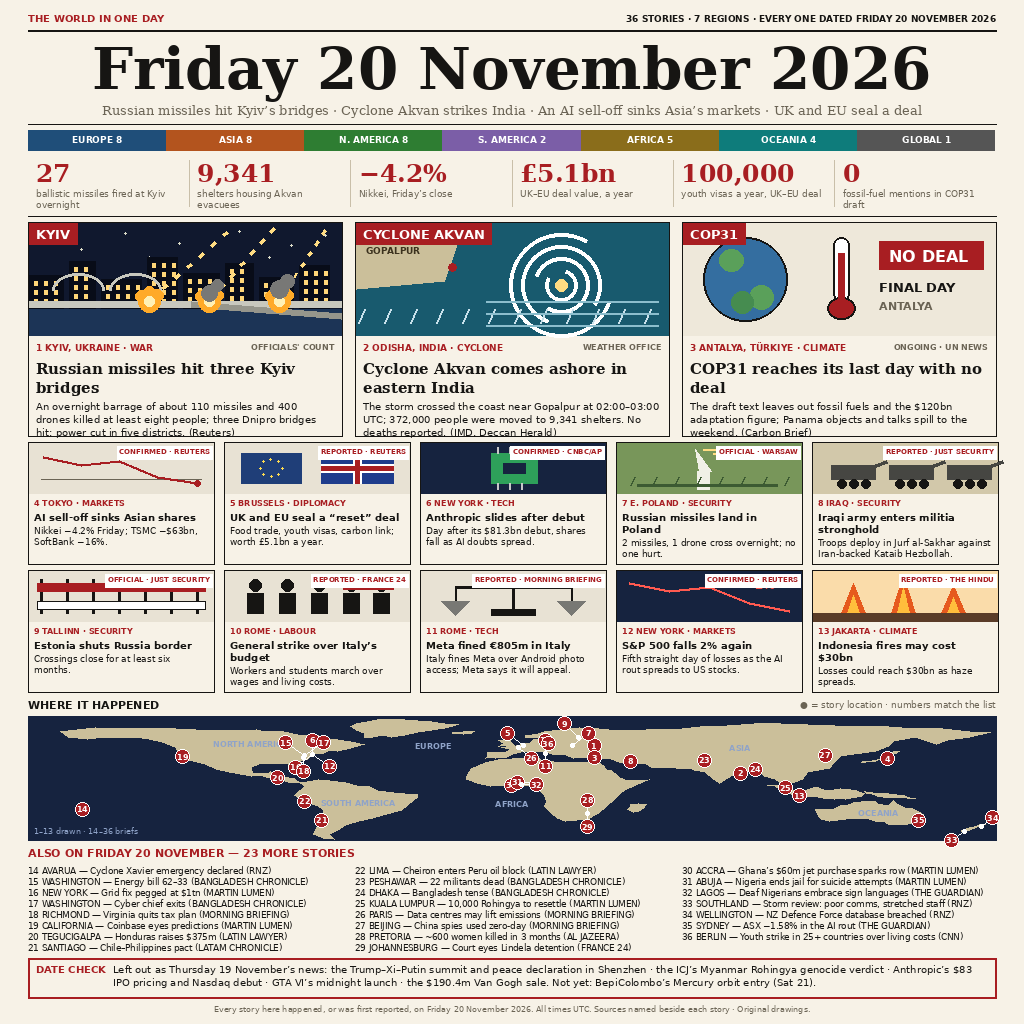 THE WORLD IN ONE DAY
36 STORIES · 7 REGIONS · EVERY ONE DATED FRIDAY 20 NOVEMBER 2026
Friday 20 November 2026
Russian missiles hit Kyiv’s bridges · Cyclone Akvan strikes India · An AI sell-off sinks Asia’s markets · UK and EU seal a deal
EUROPE 8
ASIA 8
N. AMERICA 8
S. AMERICA 2
AFRICA 5
OCEANIA 4
GLOBAL 1
27
ballistic missiles fired at Kyiv
overnight
9,341
shelters housing Akvan
evacuees
−4.2%
Nikkei, Friday’s close
£5.1bn
UK–EU deal value, a year
100,000
youth visas a year, UK–EU deal
0
fossil-fuel mentions in COP31
draft
KYIV
1 KYIV, UKRAINE · WAR
OFFICIALS’ COUNT
Russian missiles hit three Kyiv
bridges
An overnight barrage of about 110 missiles and 400
drones killed at least eight people; three Dnipro bridges
hit; power cut in five districts. (Reuters)
CYCLONE AKVAN
GOPALPUR
2 ODISHA, INDIA · CYCLONE
WEATHER OFFICE
Cyclone Akvan comes ashore in
eastern India
The storm crossed the coast near Gopalpur at 02:00–03:00
UTC; 372,000 people were moved to 9,341 shelters. No
deaths reported. (IMD, Deccan Herald)
COP31
NO DEAL
FINAL DAY
ANTALYA
3 ANTALYA, TÜRKIYE · CLIMATE
ONGOING · UN NEWS
COP31 reaches its last day with no
deal
The draft text leaves out fossil fuels and the $120bn
adaptation figure; Panama objects and talks spill to the
weekend. (Carbon Brief)
CONFIRMED · REUTERS
4 TOKYO · MARKETS
AI sell-off sinks Asian shares
Nikkei −4.2% Friday; TSMC −$63bn,
SoftBank −16%.
REPORTED · REUTERS
5 BRUSSELS · DIPLOMACY
UK and EU seal a “reset” deal
Food trade, youth visas, carbon link;
worth £5.1bn a year.
CONFIRMED · CNBC/AP
6 NEW YORK · TECH
Anthropic slides after debut
Day after its $81.3bn debut, shares
fall as AI doubts spread.
OFFICIAL · WARSAW
7 E. POLAND · SECURITY
Russian missiles land in
Poland
2 missiles, 1 drone cross overnight; no
one hurt.
REPORTED · JUST SECURITY
8 IRAQ · SECURITY
Iraqi army enters militia
stronghold
Troops deploy in Jurf al-Sakhar against
Iran-backed Kataib Hezbollah.
OFFICIAL · JUST SECURITY
9 TALLINN · SECURITY
Estonia shuts Russia border
Crossings close for at least six
months.
REPORTED · FRANCE 24
10 ROME · LABOUR
General strike over Italy’s
budget
Workers and students march over
wages and living costs.
REPORTED · MORNING BRIEFING
11 ROME · TECH
Meta fined €805m in Italy
Italy fines Meta over Android photo
access; Meta says it will appeal.
CONFIRMED · REUTERS
12 NEW YORK · MARKETS
S&P 500 falls 2% again
Fifth straight day of losses as the AI
rout spreads to US stocks.
REPORTED · THE HINDU
13 JAKARTA · CLIMATE
Indonesia fires may cost
$30bn
Losses could reach $30bn as haze
spreads.
WHERE IT HAPPENED
● = story location · numbers match the list
NORTH AMERICA
EUROPE
ASIA
SOUTH AMERICA
AFRICA
OCEANIA
19
15
6
17
18
12
20
22
21
14
5
9
7
36
1
3
26
11
8
31
32
28
29
23
2
24
27
4
25
13
35
34
33
1–13 drawn · 14–36 briefs
ALSO ON FRIDAY 20 NOVEMBER — 23 MORE STORIES
14 AVARUA — Cyclone Xavier emergency declared (RNZ)
15 WASHINGTON — Energy bill 62–33 (BANGLADESH CHRONICLE)
16 NEW YORK — Grid fix pegged at $1tn (MARTIN LUMEN)
17 WASHINGTON — Cyber chief exits (BANGLADESH CHRONICLE)
18 RICHMOND — Virginia quits tax plan (MORNING BRIEFING)
19 CALIFORNIA — Coinbase eyes predictions (MARTIN LUMEN)
20 TEGUCIGALPA — Honduras raises $375m (LATIN LAWYER)
21 SANTIAGO — Chile-Philippines pact (LATAM CHRONICLE)
22 LIMA — Cheiron enters Peru oil block (LATIN LAWYER)
23 PESHAWAR — 22 militants dead (BANGLADESH CHRONICLE)
24 DHAKA — Bangladesh tense (BANGLADESH CHRONICLE)
25 KUALA LUMPUR — 10,000 Rohingya to resettle (MARTIN LUMEN)
26 PARIS — Data centres may lift emissions (MORNING BRIEFING)
27 BEIJING — China spies used zero-day (MORNING BRIEFING)
28 PRETORIA — ~600 women killed in 3 months (AL JAZEERA)
29 JOHANNESBURG — Court eyes Lindela detention (FRANCE 24)
30 ACCRA — Ghana’s $60m jet purchase sparks row (MARTIN LUMEN)
31 ABUJA — Nigeria ends jail for suicide attempts (MARTIN LUMEN)
32 LAGOS — Deaf Nigerians embrace sign languages (THE GUARDIAN)
33 SOUTHLAND — Storm review: poor comms, stretched staff (RNZ)
34 WELLINGTON — NZ Defence Force database breached (RNZ)
35 SYDNEY — ASX −1.58% in the AI rout (THE GUARDIAN)
36 BERLIN — Youth strike in 25+ countries over living costs (CNN)
DATE CHECK
Left out as Thursday 19 November’s news: the Trump–Xi–Putin summit and peace declaration in Shenzhen · the ICJ’s Myanmar Rohingya genocide verdict · Anthropic’s $83
IPO pricing and Nasdaq debut · GTA VI’s midnight launch · the $190.4m Van Gogh sale. Not yet: BepiColombo’s Mercury orbit entry (Sat 21).
Every story here happened, or was first reported, on Friday 20 November 2026. All times UTC. Sources named beside each story · Original drawings.